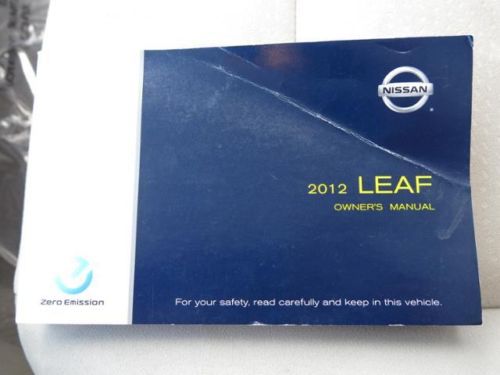 NISSAN
2012 LEAF
OWNER'S MANUAL
Zero Emission
For your safety, read carefully and keep in this vehicle.